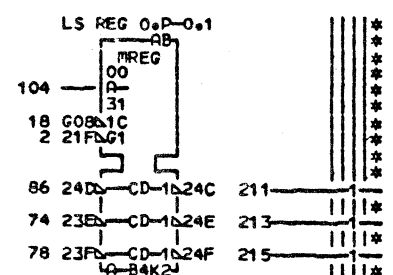 LS REG 0.P-0.1
AB
MREG
00
104 A
31
18 G08 1C
2 21F G1
86 24D CD-1 24C 211 1
74 23E CD-1 24E 213 1
78 23F CD-1 24F 215 1
A-B4K2